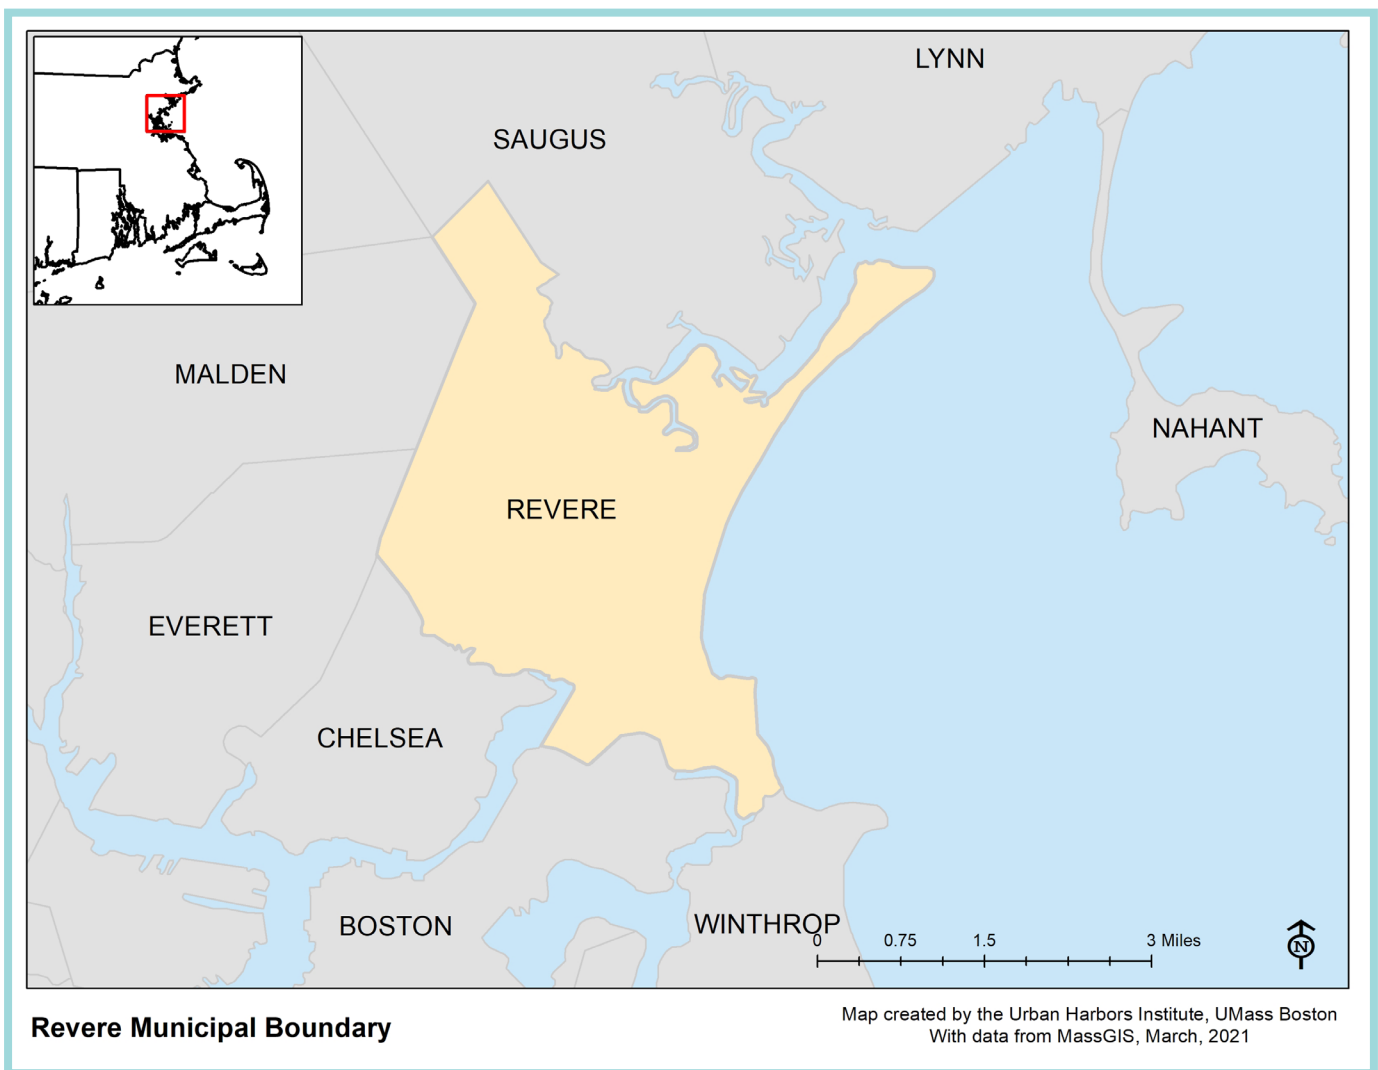 LYNN
SAUGUS
MALDEN
NAHANT
REVERE
EVERETT
CHELSEA
BOSTON
WINTHROP
0 0.75 1.5 3 Miles
N
Revere Municipal Boundary
Map created by the Urban Harbors Institute, UMass Boston
With data from MassGIS, March, 2021